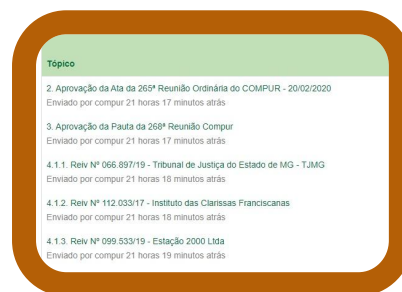 Tópico
2. Aprovação da Ata da 265ª Reunião Ordinária do COMPUR - 20/02/2020
Enviado por compur 21 horas 17 minutos atrás
3. Aprovação da Pauta da 268ª Reunião Compur
Enviado por compur 21 horas 17 minutos atrás
4.1.1. Reiv Nº 066.897/19 - Tribunal de Justiça do Estado de MG - TJMG
Enviado por compur 21 horas 18 minutos atrás
4.1.2. Reiv Nº 112.033/17 - Instituto das Clarissas Franciscanas
Enviado por compur 21 horas 18 minutos atrás
4.1.3. Reiv Nº 099.533/19 - Estação 2000 Ltda
Enviado por compur 21 horas 19 minutos atrás